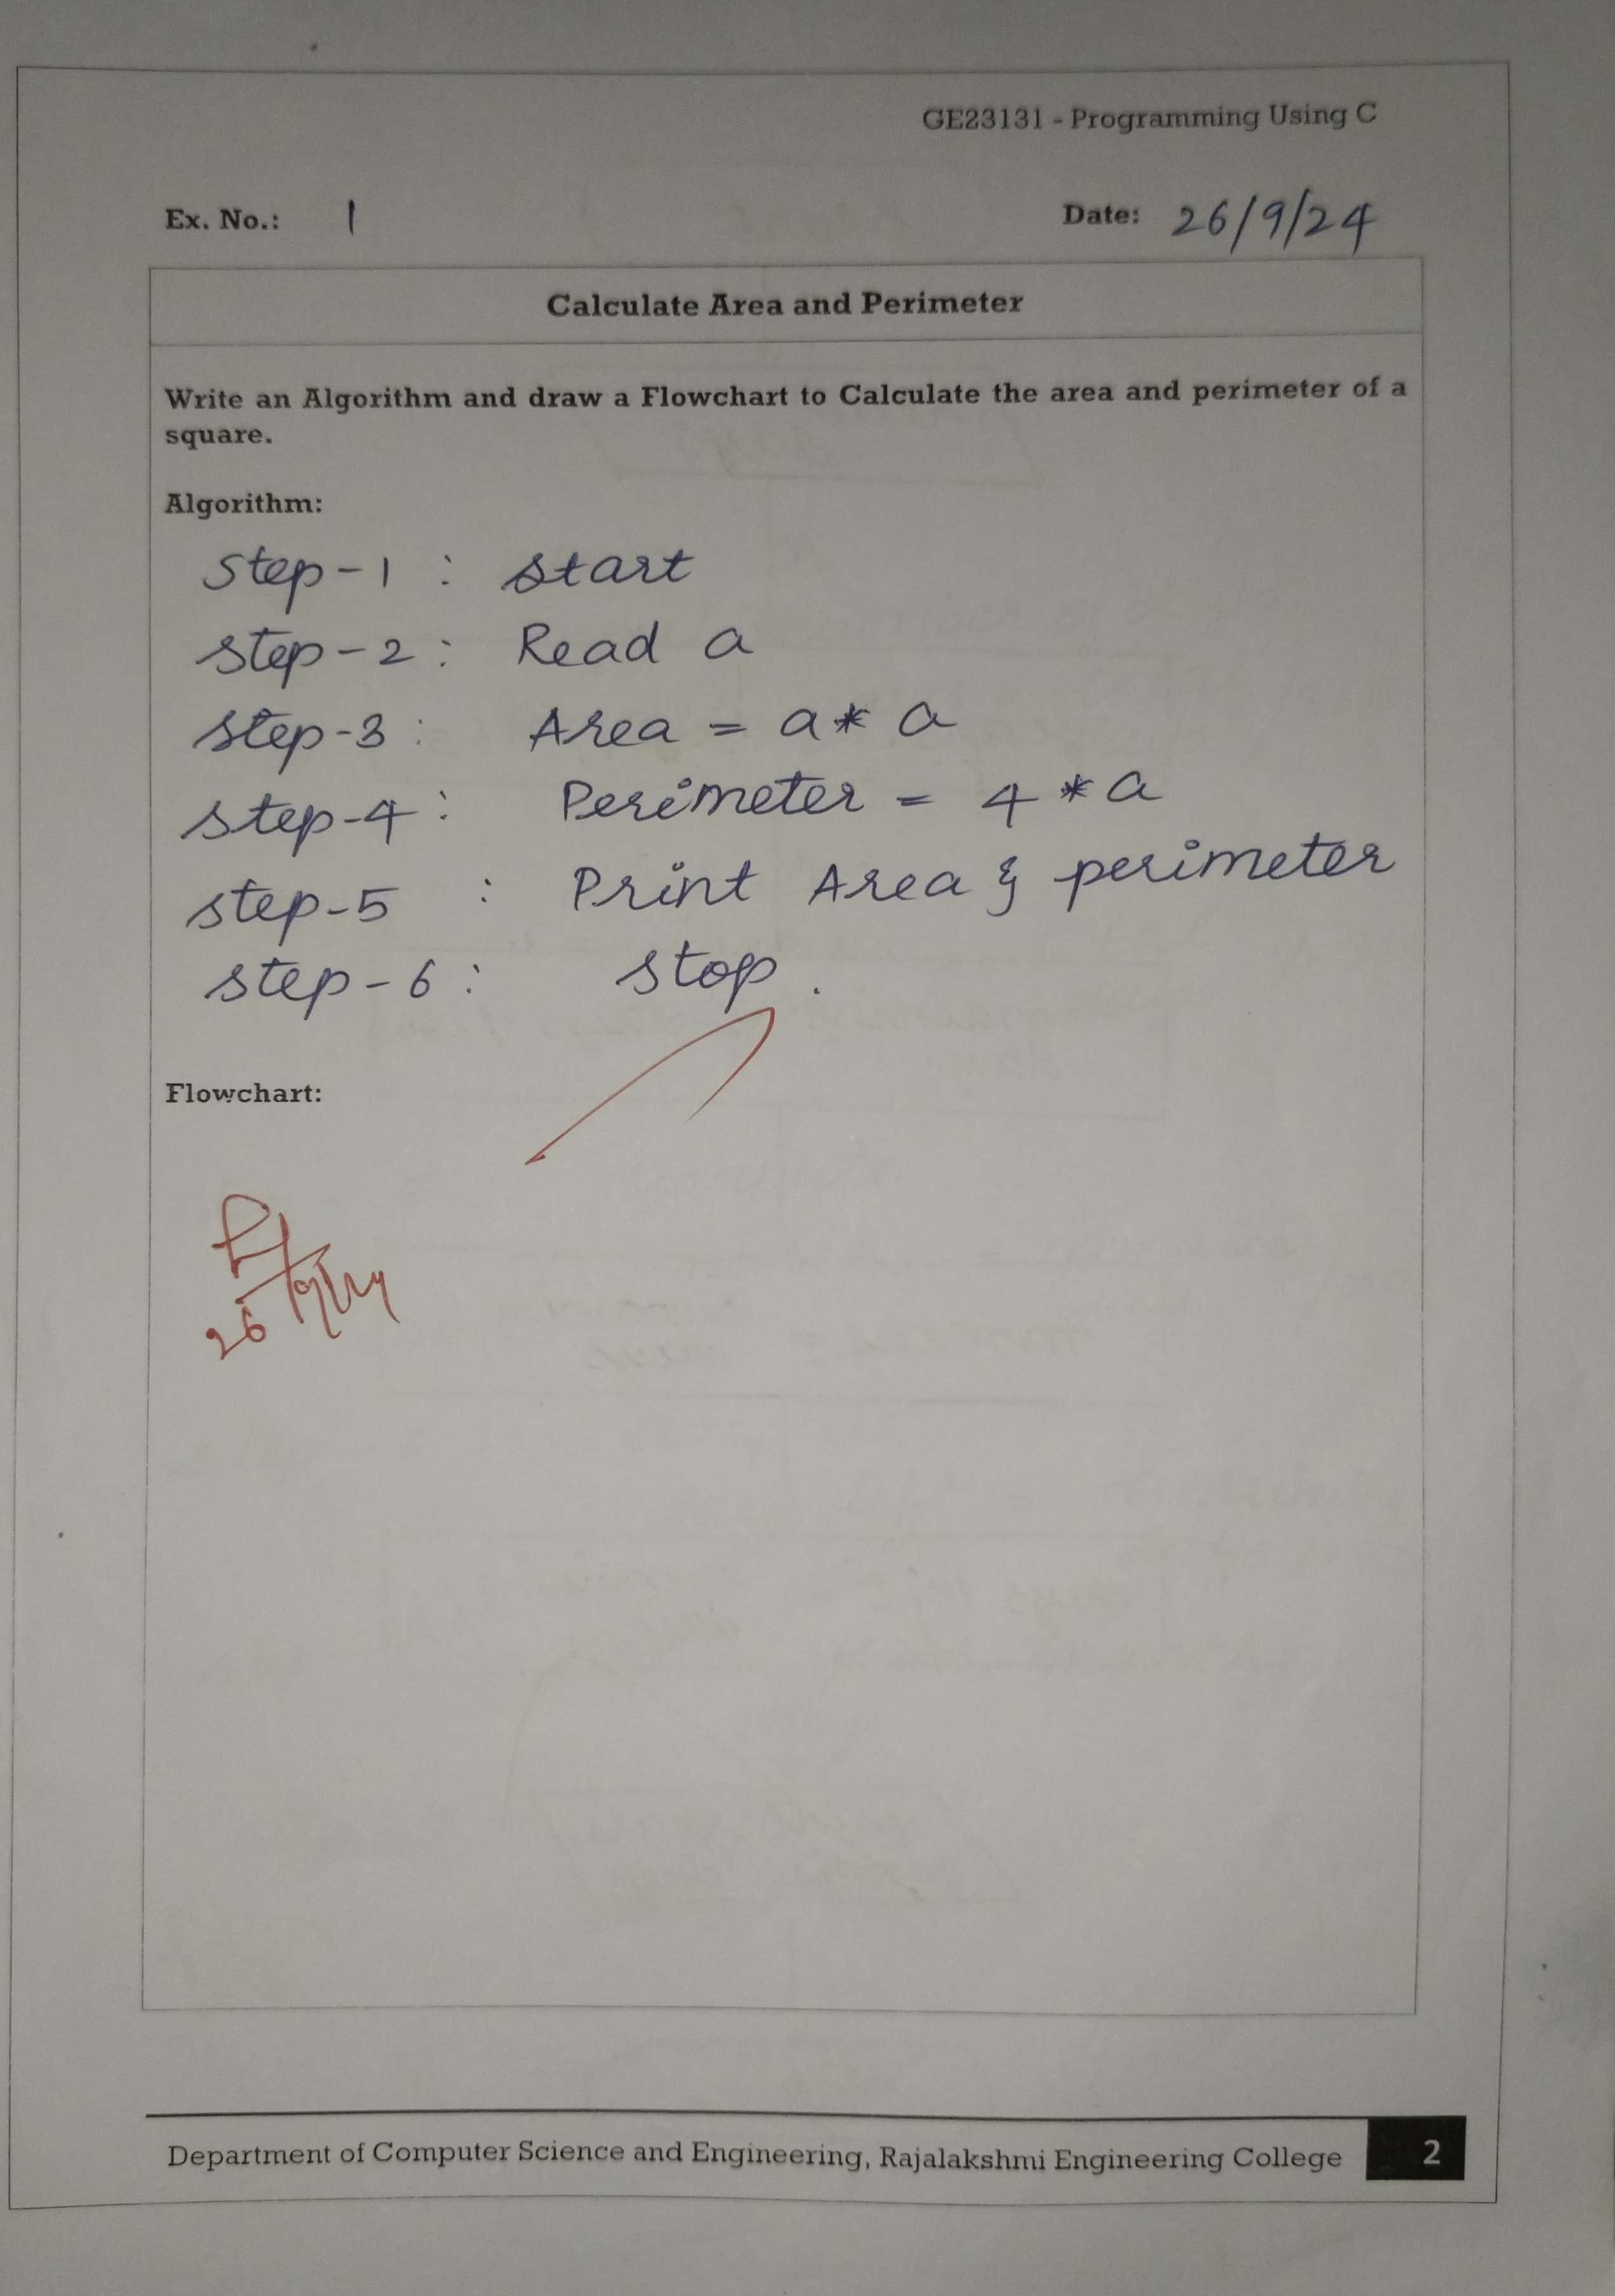 GE23131 - Programming Using C
Ex. No.: 1 Date: 26/9/24
Calculate Area and Perimeter
Write an Algorithm and draw a Flowchart to Calculate the area and perimeter of a
square.
Algorithm:
Step-1 : Start
Step-2 : Read a
Step-3 : Area = a * a
Step-4 : Perimeter = 4 * a
Step-5 : Print Area & perimeter
Step-6 : Stop.
Flowchart:
26/9/24
Department of Computer Science and Engineering, Rajalakshmi Engineering College 2